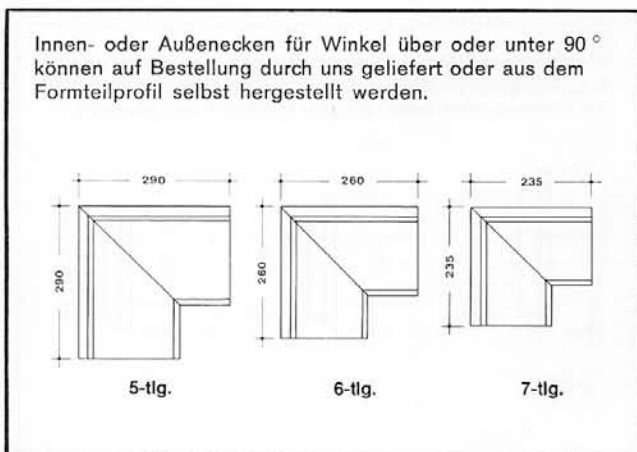 Innen- oder Außenecken für Winkel über oder unter 90 °
können auf Bestellung durch uns geliefert oder aus dem
Formteilprofil selbst hergestellt werden.
290
260
235
290
260
235
5-tlg.
6-tlg.
7-tlg.